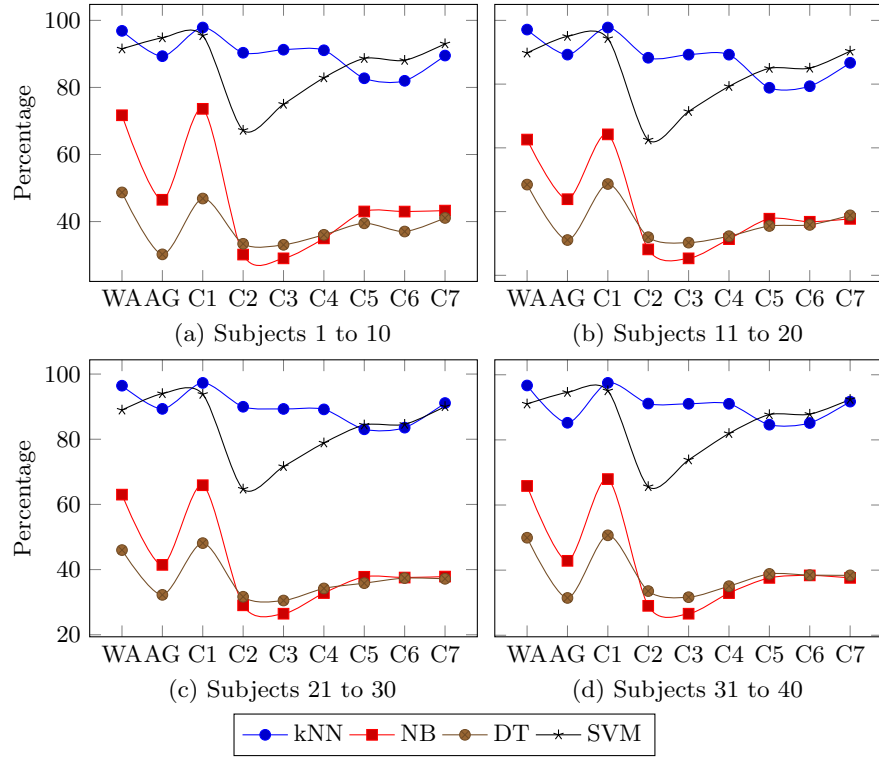 100
80
60
40
Percentage
WA AG C1 C2 C3 C4 C5 C6 C7
(a) Subjects 1 to 10
WA AG C1 C2 C3 C4 C5 C6 C7
(b) Subjects 11 to 20
100
80
60
40
20
Percentage
WA AG C1 C2 C3 C4 C5 C6 C7
(c) Subjects 21 to 30
WA AG C1 C2 C3 C4 C5 C6 C7
(d) Subjects 31 to 40
kNN NB DT SVM